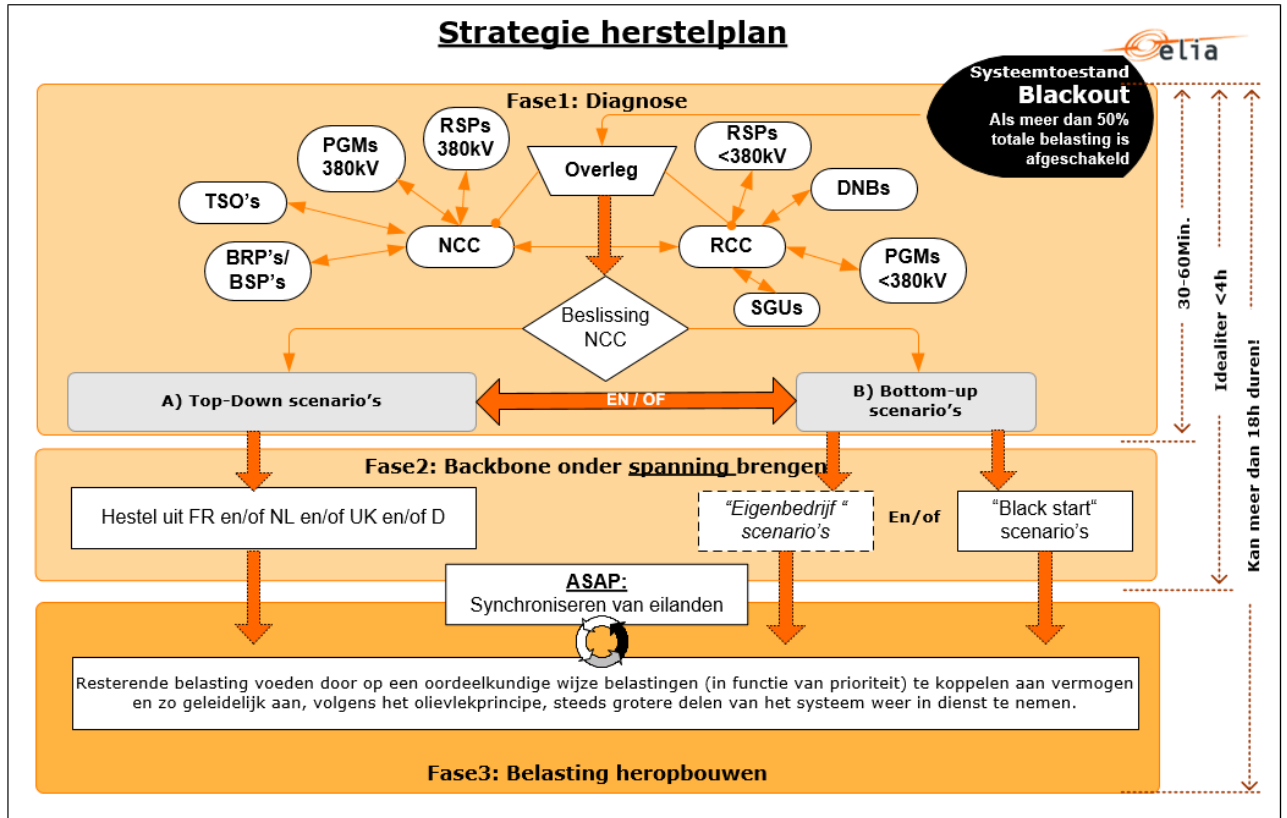 Strategie herstelplan
elia
Systeemtoestand
Blackout
Als meer dan 50%
totale belasting is
afgeschakeld
Fase1: Diagnose
PGMs
380kV
RSPs
380kV
Overleg
RSPs
<380kV
DNBs
TSO’s
NCC
RCC
BRP’s/
BSP’s
PGMs
<380kV
SGUs
Beslissing
NCC
A) Top-Down scenario’s
EN / OF
B) Bottom-up
scenario’s
30-60Min.
Idealiter <4h
Kan meer dan 18h duren!
Fase2: Backbone onder spanning brengen
Hestel uit FR en/of NL en/of UK en/of D
“Eigenbedrijf “
scenario’s
En/of
“Black start“
scenario’s
ASAP:
Synchroniseren van eilanden
Resterende belasting voeden door op een oordeelkundige wijze belastingen (in functie van prioriteit) te koppelen aan vermogen
en zo geleidelijk aan, volgens het olievlekprincipe, steeds grotere delen van het systeem weer in dienst te nemen.
Fase3: Belasting heropbouwen